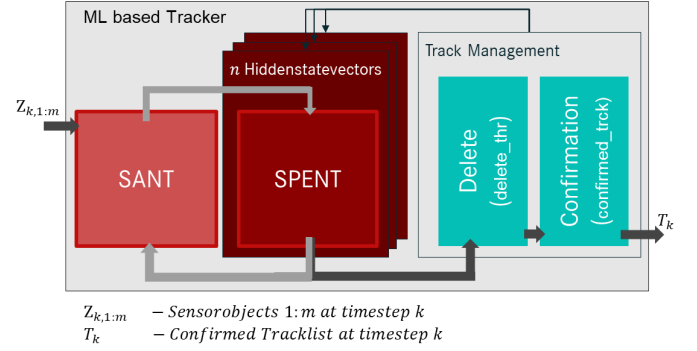 ML based Tracker
Track Management
n Hiddenstatevectors
Z_{k,1:m}
SANT
SPENT
Delete
(delete_thr)
Confirmation
(confirmed_trck)
T_k
Z_{k,1:m} – Sensorobjects 1:m at timestep k
T_k – Confirmed Tracklist at timestep k